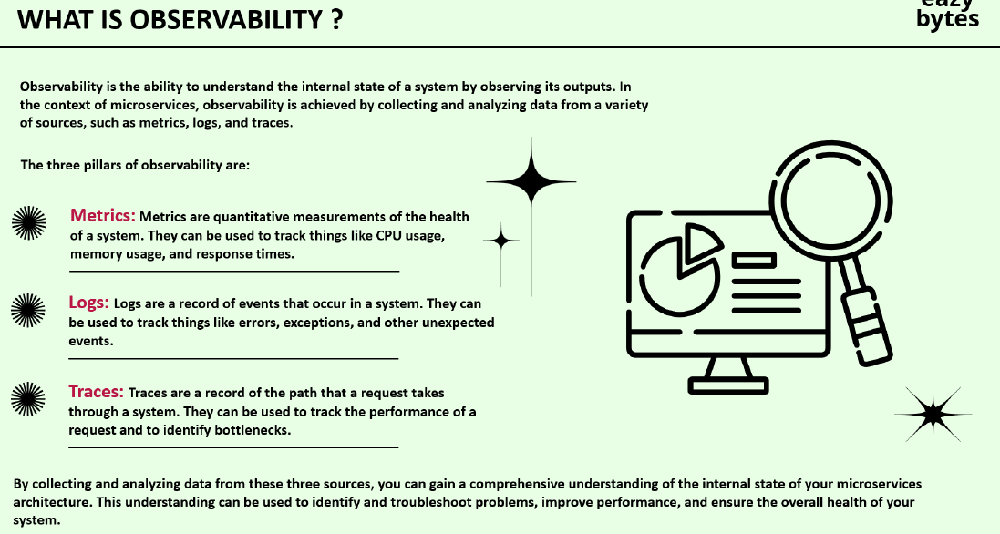 WHAT IS OBSERVABILITY ?
eazy
bytes
Observability is the ability to understand the internal state of a system by observing its outputs. In
the context of microservices, observability is achieved by collecting and analyzing data from a variety
of sources, such as metrics, logs, and traces.
The three pillars of observability are:
Metrics: Metrics are quantitative measurements of the health
of a system. They can be used to track things like CPU usage,
memory usage, and response times.
Logs: Logs are a record of events that occur in a system. They can
be used to track things like errors, exceptions, and other unexpected
events.
Traces: Traces are a record of the path that a request takes
through a system. They can be used to track the performance of a
request and to identify bottlenecks.
By collecting and analyzing data from these three sources, you can gain a comprehensive understanding of the internal state of your microservices
architecture. This understanding can be used to identify and troubleshoot problems, improve performance, and ensure the overall health of your
system.